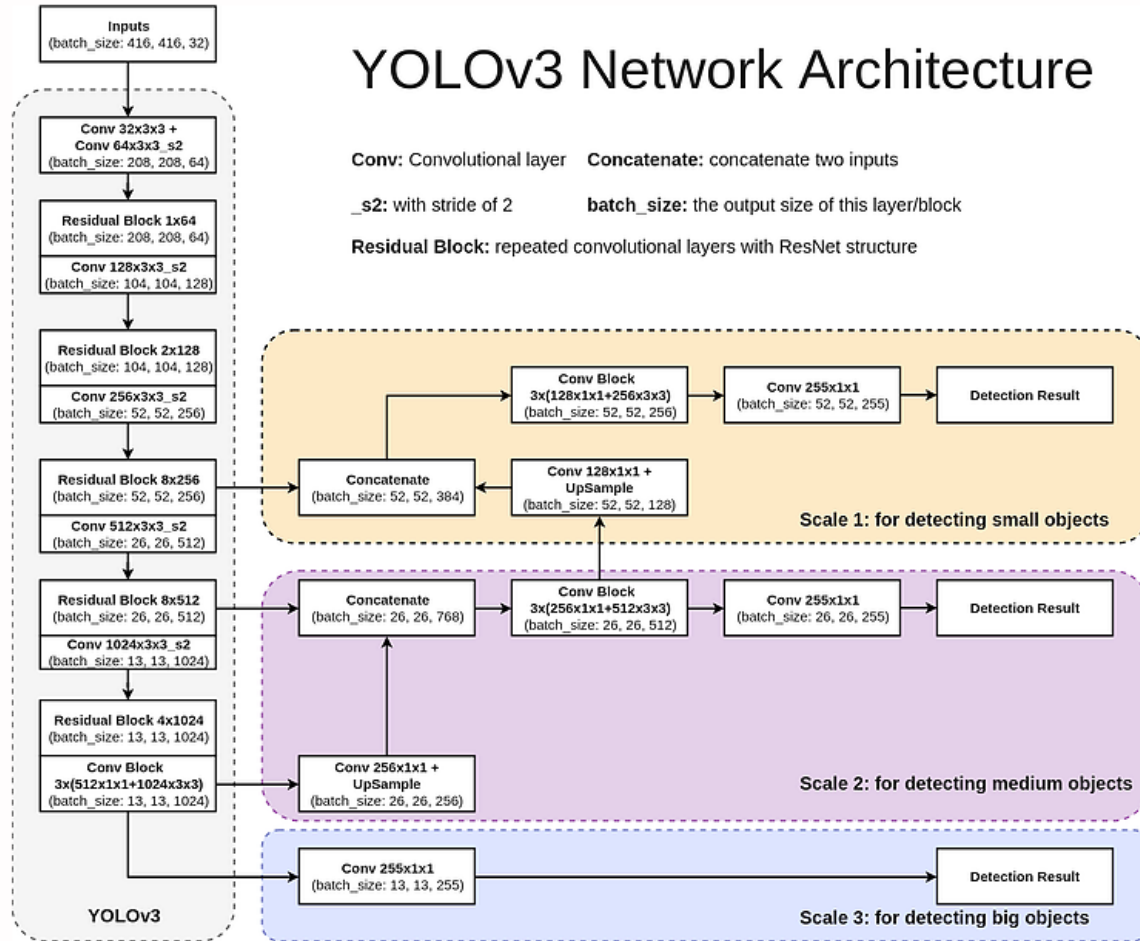 Inputs
(batch_size: 416, 416, 32)
YOLOv3 Network Architecture
Conv: Convolutional layer
Concatenate: concatenate two inputs
_s2: with stride of 2
batch_size: the output size of this layer/block
Residual Block: repeated convolutional layers with ResNet structure
Conv 32x3x3 +
Conv 64x3x3_s2
(batch_size: 208, 208, 64)
Residual Block 1x64
(batch_size: 208, 208, 64)
Conv 128x3x3_s2
(batch_size: 104, 104, 128)
Residual Block 2x128
(batch_size: 104, 104, 128)
Conv 256x3x3_s2
(batch_size: 52, 52, 256)
Residual Block 8x256
(batch_size: 52, 52, 256)
Conv 512x3x3_s2
(batch_size: 26, 26, 512)
Residual Block 8x512
(batch_size: 26, 26, 512)
Conv 1024x3x3_s2
(batch_size: 13, 13, 1024)
Residual Block 4x1024
(batch_size: 13, 13, 1024)
Conv Block
3x(512x1x1+1024x3x3)
(batch_size: 13, 13, 1024)
YOLOv3
Conv Block
3x(128x1x1+256x3x3)
(batch_size: 52, 52, 256)
Conv 255x1x1
(batch_size: 52, 52, 255)
Detection Result
Concatenate
(batch_size: 52, 52, 384)
Conv 128x1x1 +
UpSample
(batch_size: 52, 52, 128)
Scale 1: for detecting small objects
Concatenate
(batch_size: 26, 26, 768)
Conv Block
3x(256x1x1+512x3x3)
(batch_size: 26, 26, 512)
Conv 255x1x1
(batch_size: 26, 26, 255)
Detection Result
Conv 256x1x1 +
UpSample
(batch_size: 26, 26, 256)
Scale 2: for detecting medium objects
Conv 255x1x1
(batch_size: 13, 13, 255)
Detection Result
Scale 3: for detecting big objects